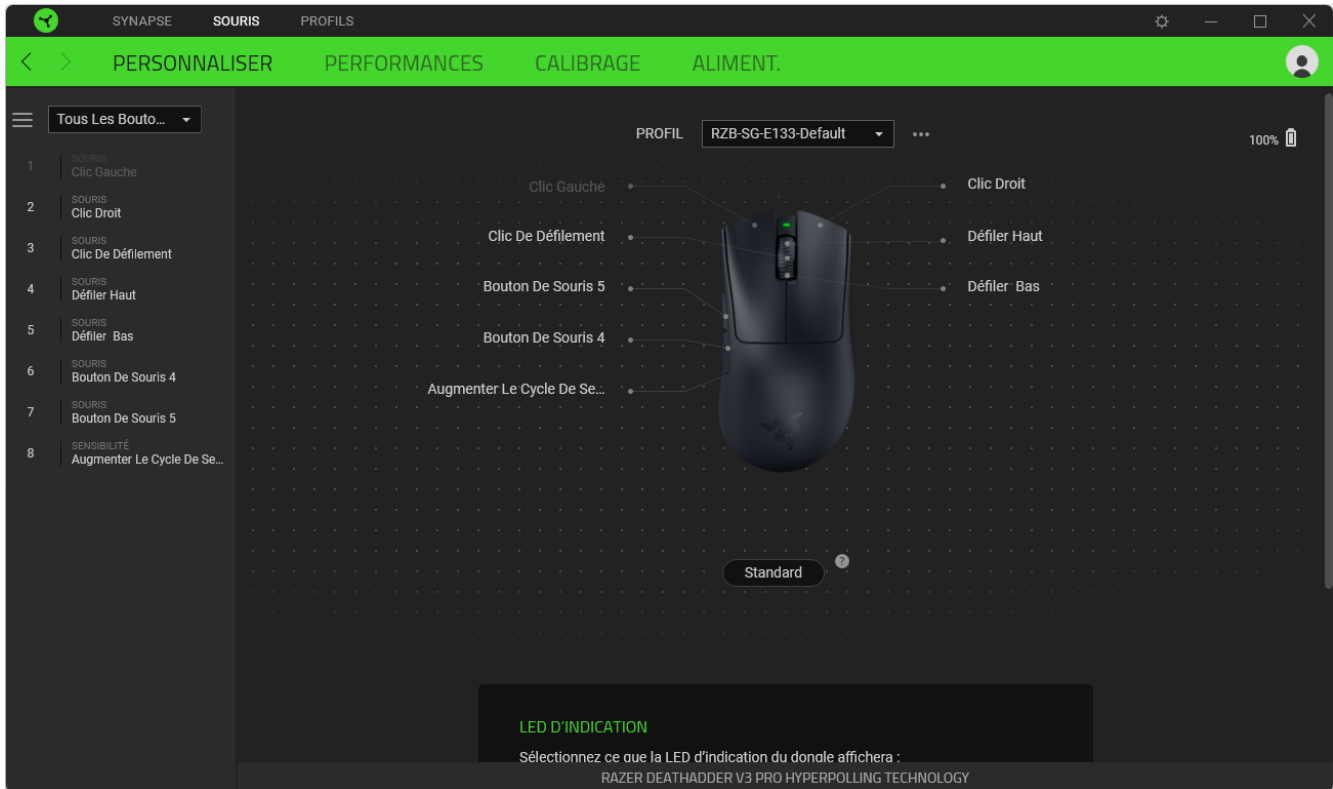 SYNAPSE SOURIS PROFILS
PERSONNALISER PERFORMANCES CALIBRAGE ALIMENT.
Tous Les Bouto...
1 SOURIS
Clic Gauche
2 SOURIS
Clic Droit
3 SOURIS
Clic De Défilement
4 SOURIS
Défiler Haut
5 SOURIS
Défiler Bas
6 SOURIS
Bouton De Souris 4
7 SOURIS
Bouton De Souris 5
8 SENSIBILITÉ
Augmenter Le Cycle De Se...
PROFIL RZB-SG-E133-Default
100%
Clic Gauche
Clic De Défilement
Bouton De Souris 5
Bouton De Souris 4
Augmenter Le Cycle De Se...
Clic Droit
Défiler Haut
Défiler Bas
Standard ?
LED D'INDICATION
Sélectionnez ce que la LED d'indication du dongle affichera :
RAZER DEATHADDER V3 PRO HYPERPOLLING TECHNOLOGY